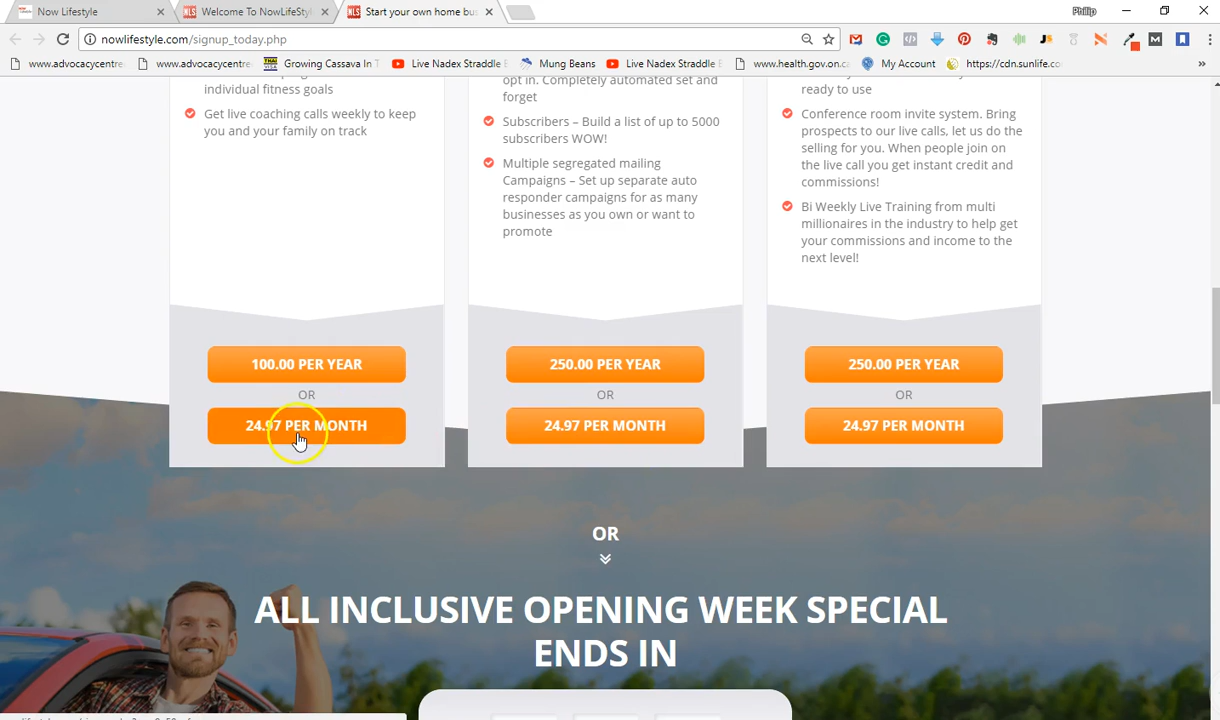 Now Lifestyle
Welcome To NowLifeStyl
Start your own home bus
Philip
nowlifestyle.com/signup_today.php
www.advocacycentre
www.advocacycentre
Growing Cassava In T
Live Nadex Straddle E
Mung Beans
Live Nadex Straddle E
www.health.gov.on.ca
My Account
https://cdn.sunlife.co
individual fitness goals
Get live coaching calls weekly to keep
you and your family on track
opt in. Completely automated set and
forget
Subscribers – Build a list of up to 5000
subscribers WOW!
Multiple segregated mailing
Campaigns – Set up separate auto
responder campaigns for as many
businesses as you own or want to
promote
ready to use
Conference room invite system. Bring
prospects to our live calls, let us do the
selling for you. When people join on
the live call you get instant credit and
commissions!
Bi Weekly Live Training from multi
millionaires in the industry to help get
your commissions and income to the
next level!
100.00 PER YEAR
OR
24.97 PER MONTH
250.00 PER YEAR
OR
24.97 PER MONTH
250.00 PER YEAR
OR
24.97 PER MONTH
OR
ALL INCLUSIVE OPENING WEEK SPECIAL
ENDS IN